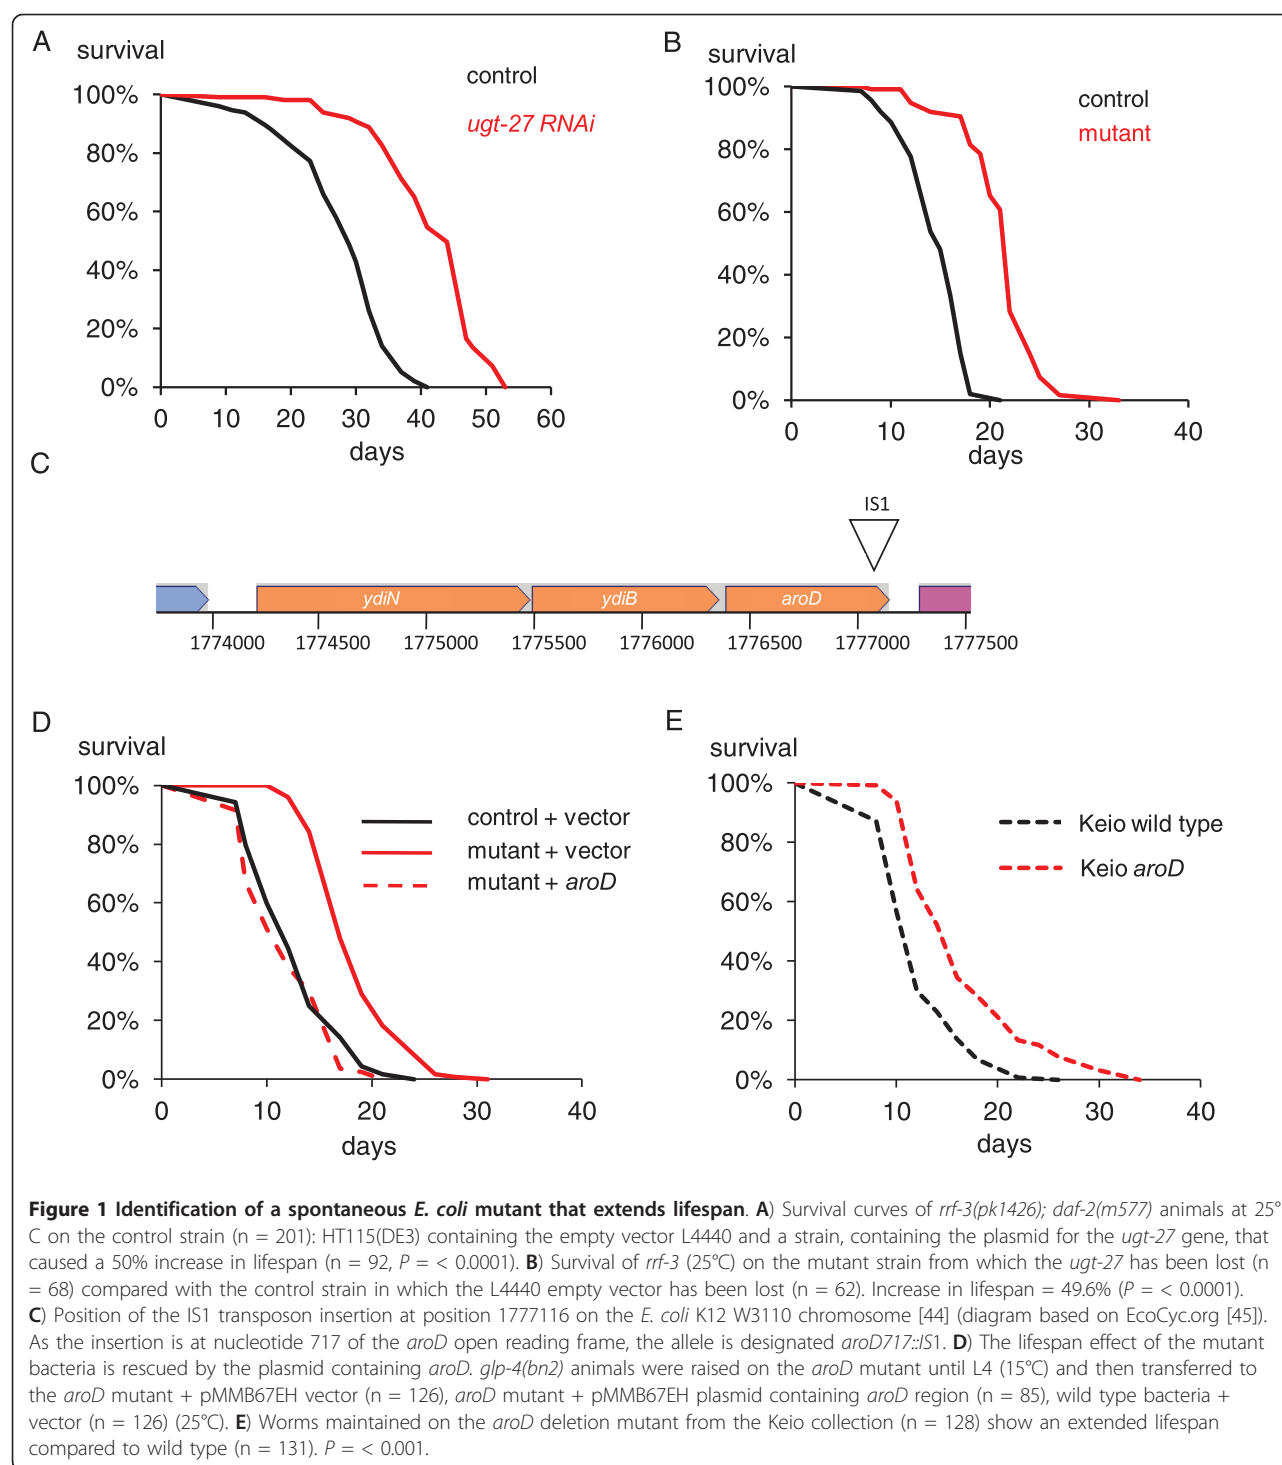 A
survival
control
ugt-27 RNAi
100%
80%
60%
40%
20%
0%
0 10 20 30 40 50 60
days
B
survival
control
mutant
100%
80%
60%
40%
20%
0%
0 10 20 30 40
days
C
IS1
ydiN ydiB aroD
1774000 1774500 1775000 1775500 1776000 1776500 1777000 1777500
D
survival
control + vector
mutant + vector
mutant + aroD
100%
80%
60%
40%
20%
0%
0 10 20 30 40
days
E
survival
Keio wild type
Keio aroD
100%
80%
60%
40%
20%
0%
0 10 20 30 40
days
Figure 1 Identification of a spontaneous E. coli mutant that extends lifespan. A) Survival curves of rrf-3(pk1426); daf-2(m577) animals at 25°
C on the control strain (n = 201): HT115(DE3) containing the empty vector L4440 and a strain, containing the plasmid for the ugt-27 gene, that
caused a 50% increase in lifespan (n = 92, P = < 0.0001). B) Survival of rrf-3 (25°C) on the mutant strain from which the ugt-27 has been lost (n
= 68) compared with the control strain in which the L4440 empty vector has been lost (n = 62). Increase in lifespan = 49.6% (P = < 0.0001).
C) Position of the IS1 transposon insertion at position 1777116 on the E. coli K12 W3110 chromosome [44] (diagram based on EcoCyc.org [45]).
As the insertion is at nucleotide 717 of the aroD open reading frame, the allele is designated aroD717::IS1. D) The lifespan effect of the mutant
bacteria is rescued by the plasmid containing aroD. glp-4(bn2) animals were raised on the aroD mutant until L4 (15°C) and then transferred to
the aroD mutant + pMMB67EH vector (n = 126), aroD mutant + pMMB67EH plasmid containing aroD region (n = 85), wild type bacteria +
vector (n = 126) (25°C). E) Worms maintained on the aroD deletion mutant from the Keio collection (n = 128) show an extended lifespan
compared to wild type (n = 131). P = < 0.001.